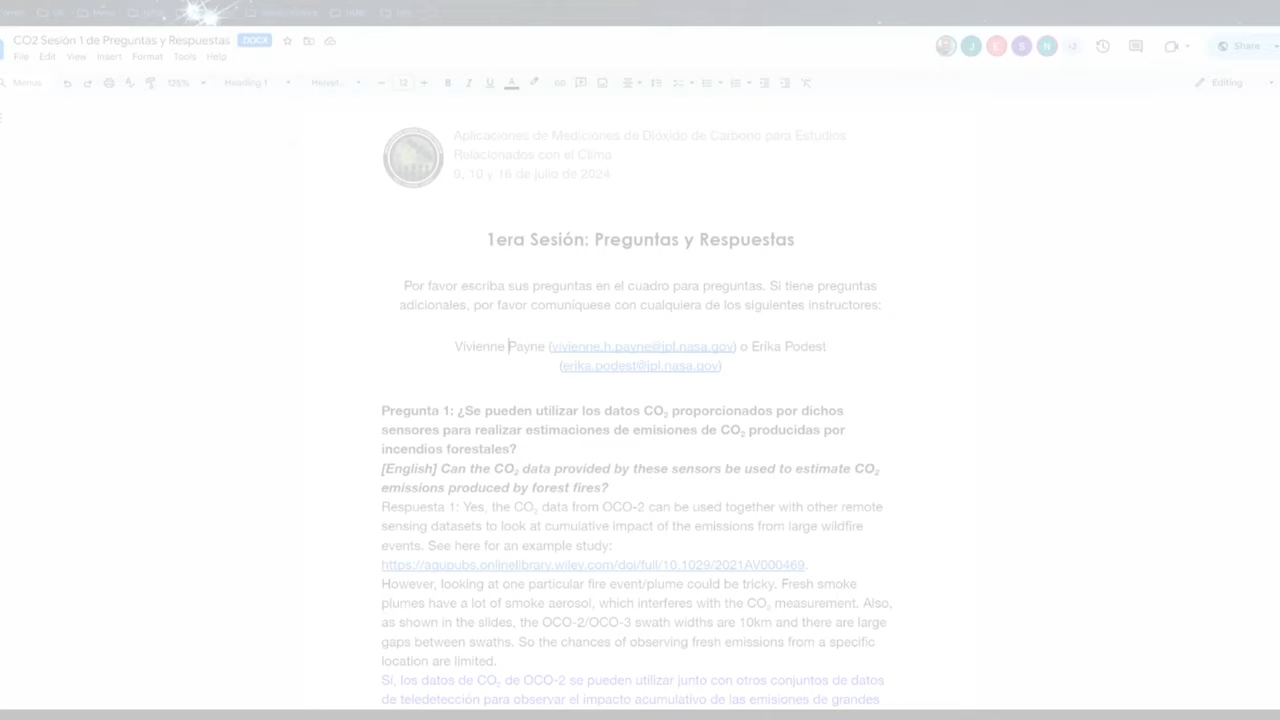 CO2 Sesión 1 de Preguntas y Respuestas DOCX
File Edit View Insert Format Tools Help
J E S N +2 Share
Menus 125% Heading 1 Helvet... 12 Editing
Aplicaciones de Mediciones de Dióxido de Carbono para Estudios
Relacionados con el Clima
9, 10 y 16 de julio de 2024
1era Sesión: Preguntas y Respuestas
Por favor escriba sus preguntas en el cuadro para preguntas. Si tiene preguntas
adicionales, por favor comuníquese con cualquiera de los siguientes instructores:
Vivienne Payne (vivienne.h.payne@jpl.nasa.gov) o Erika Podest
(erika.podest@jpl.nasa.gov)
Pregunta 1: ¿Se pueden utilizar los datos CO₂ proporcionados por dichos
sensores para realizar estimaciones de emisiones de CO₂ producidas por
incendios forestales?
[English] Can the CO₂ data provided by these sensors be used to estimate CO₂
emissions produced by forest fires?
Respuesta 1: Yes, the CO₂ data from OCO-2 can be used together with other remote
sensing datasets to look at cumulative impact of the emissions from large wildfire
events. See here for an example study:
https://agupubs.onlinelibrary.wiley.com/doi/full/10.1029/2021AV000469.
However, looking at one particular fire event/plume could be tricky. Fresh smoke
plumes have a lot of smoke aerosol, which interferes with the CO₂ measurement. Also,
as shown in the slides, the OCO-2/OCO-3 swath widths are 10km and there are large
gaps between swaths. So the chances of observing fresh emissions from a specific
location are limited.
Sí, los datos de CO₂ de OCO-2 se pueden utilizar junto con otros conjuntos de datos
de teledetección para observar el impacto acumulativo de las emisiones de grandes